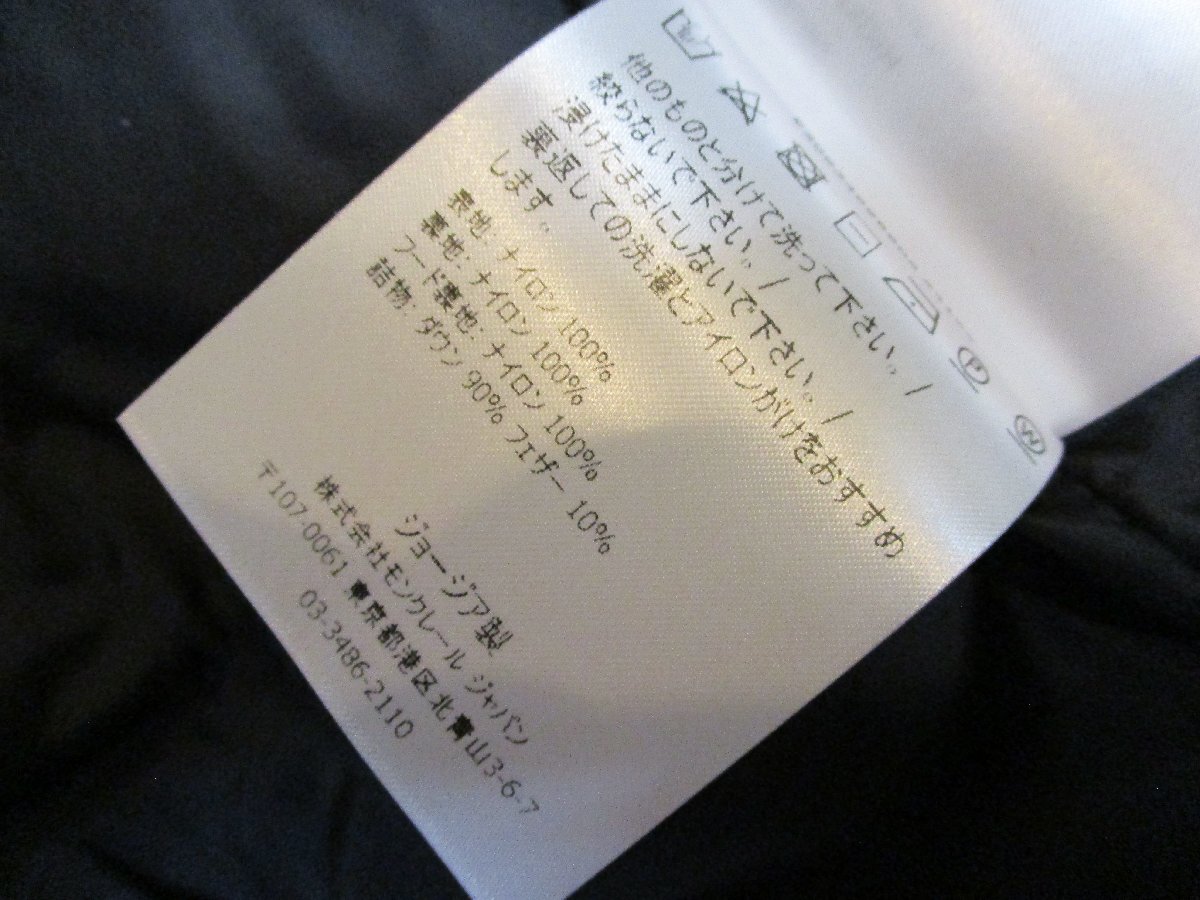 他のものと分けて洗って下さい。/
絞らないで下さい。/
浸けたままにしないで下さい。/
裏返しての洗濯とアイロンがけをおすすめ
します。
表地: ナイロン 100%
裏地: ナイロン 100%
フード裏地: ナイロン 100%
詰物: ダウン 90% フェザー 10%
ジョージア製
株式会社モンクレール ジャパン
〒107-0061 東京都港区北青山3-6-7
03-3486-2110